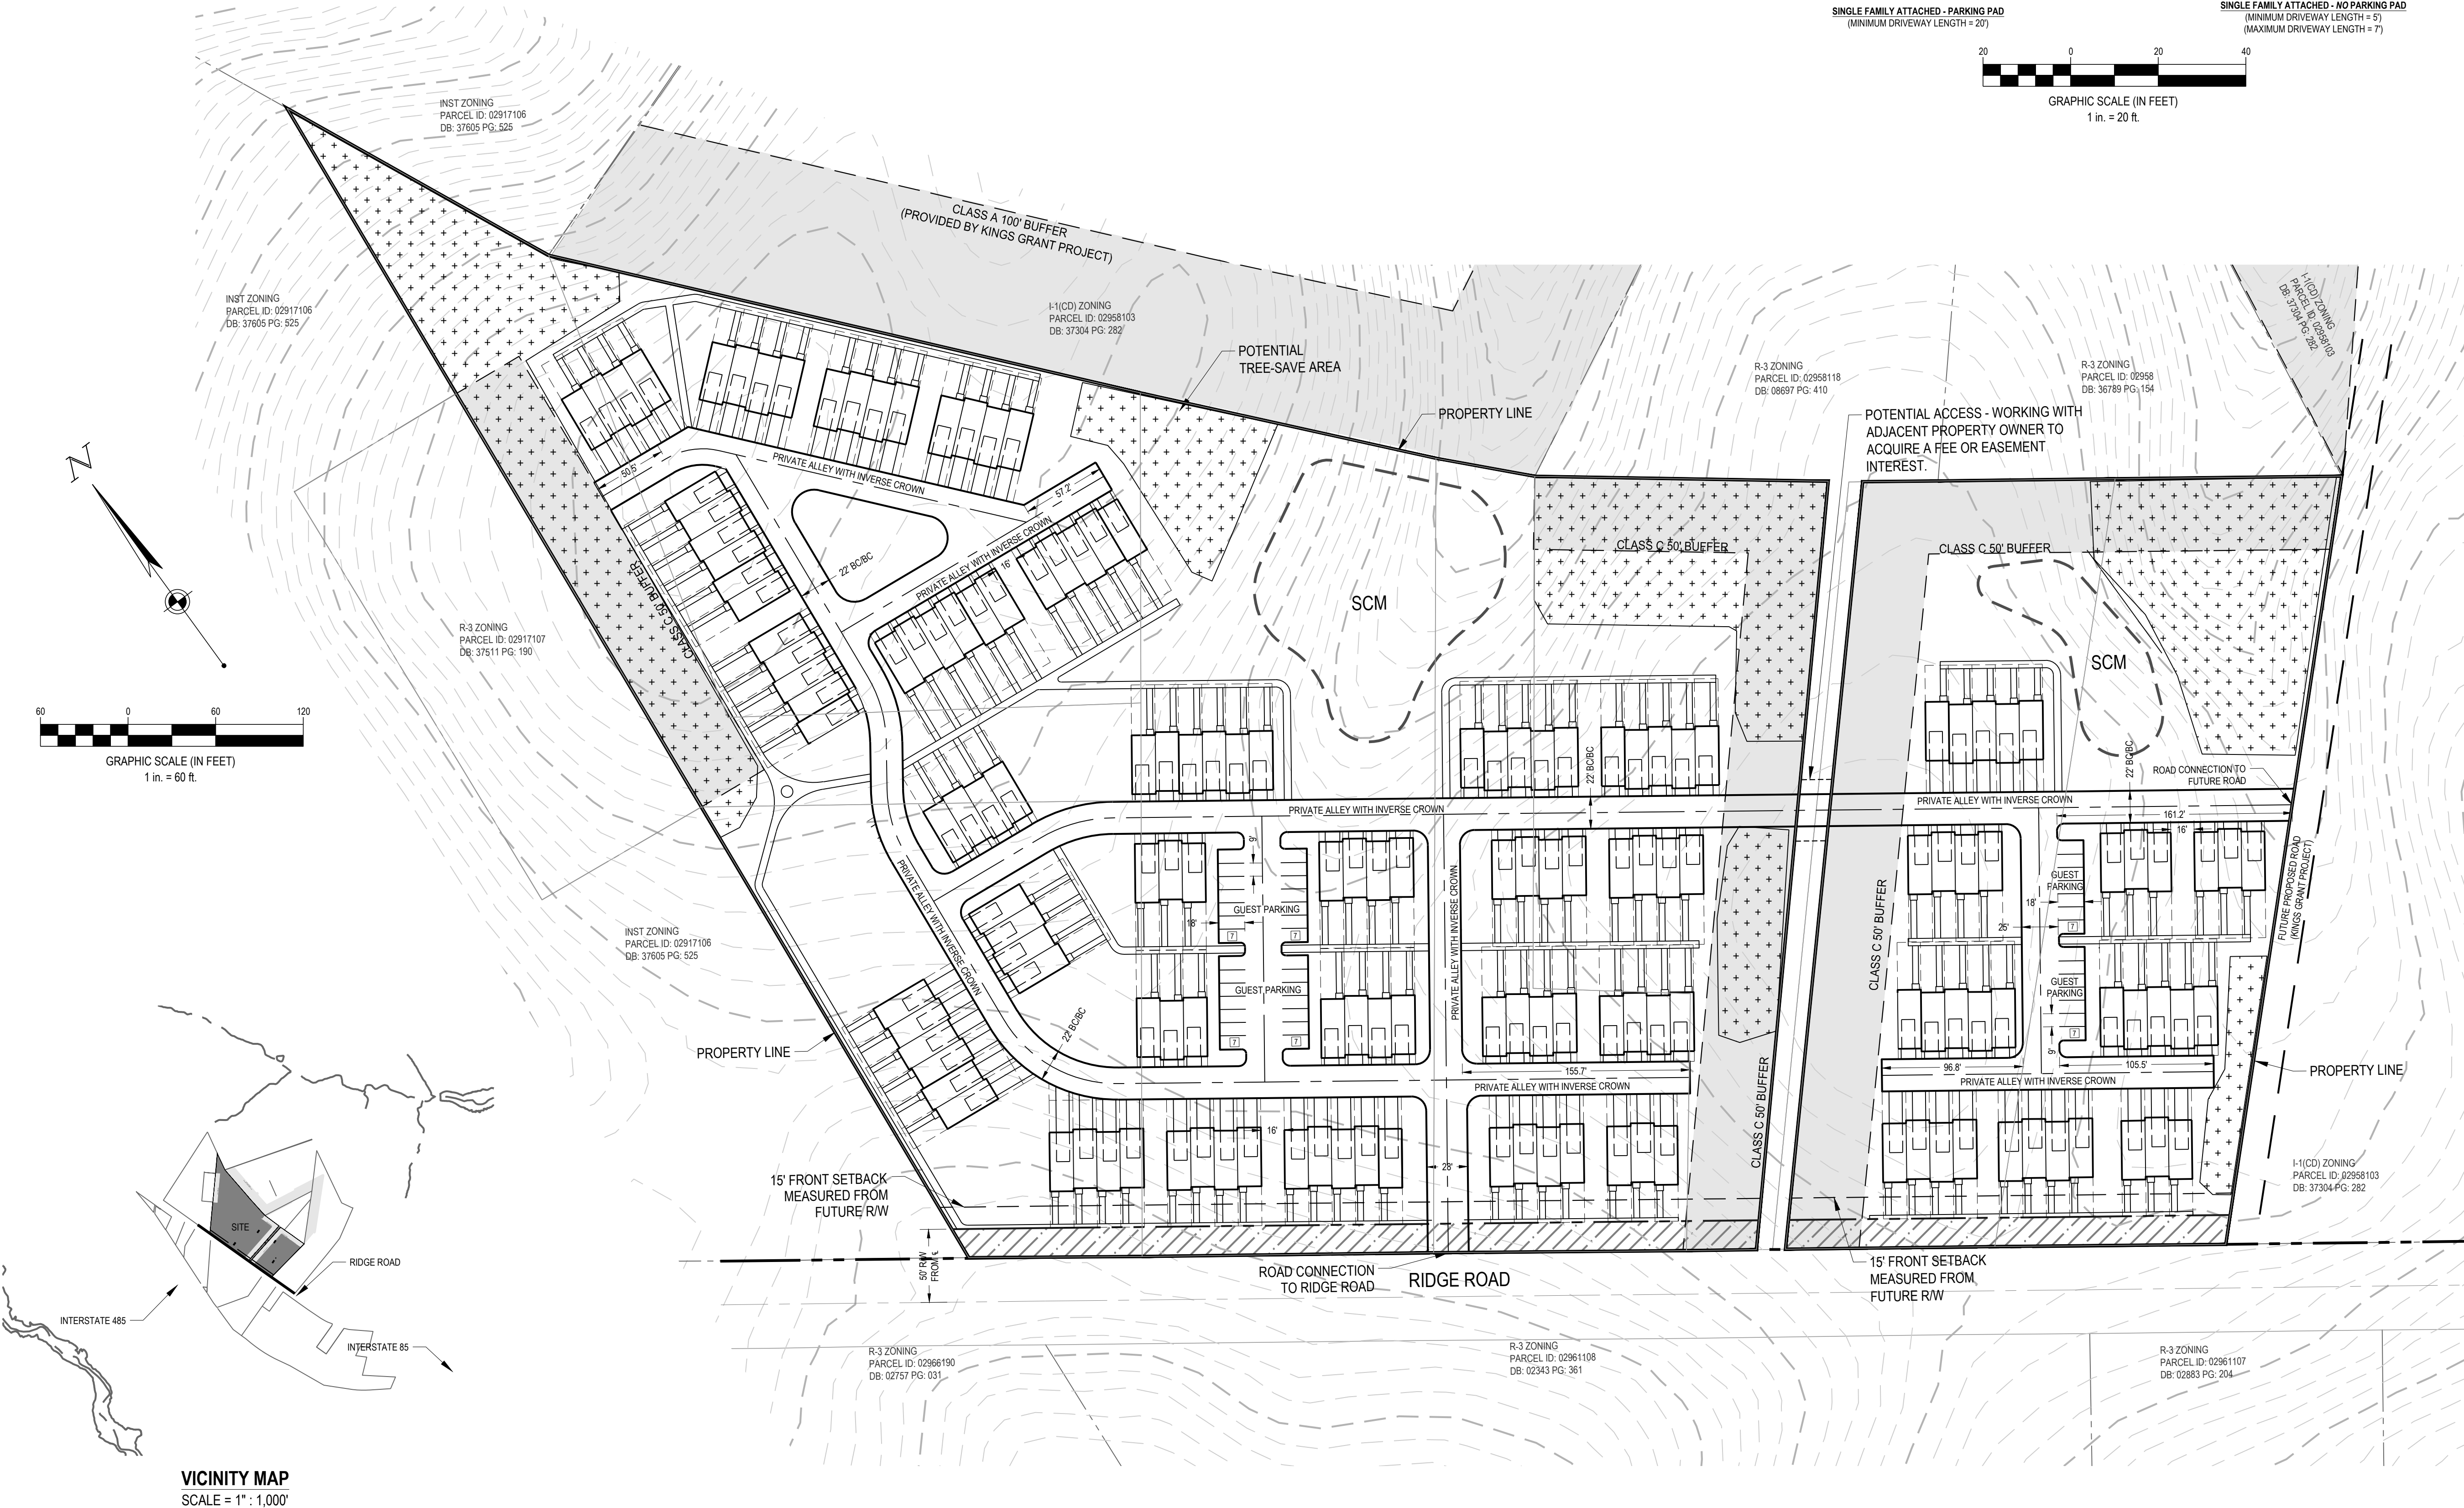 SINGLE FAMILY ATTACHED - PARKING PAD
(MINIMUM DRIVEWAY LENGTH = 20')
SINGLE FAMILY ATTACHED - NO PARKING PAD
(MINIMUM DRIVEWAY LENGTH = 5')
(MAXIMUM DRIVEWAY LENGTH = 7')
20 0 20 40
GRAPHIC SCALE (IN FEET)
1 in. = 20 ft.
INST ZONING
PARCEL ID: 02917106
DB: 37605 PG: 525
CLASS A 100' BUFFER
(PROVIDED BY KINGS GRANT PROJECT)
INST ZONING
PARCEL ID: 02917106
DB: 37605 PG: 525
I-1(CD) ZONING
PARCEL ID: 02958103
DB: 37304 PG: 282
I-1(CD) ZONING
PARCEL ID: 02958103
DB: 37304 PG: 282
POTENTIAL
TREE-SAVE AREA
R-3 ZONING
PARCEL ID: 02958118
DB: 08697 PG: 410
R-3 ZONING
PARCEL ID: 02958
DB: 36789 PG: 154
PROPERTY LINE
POTENTIAL ACCESS - WORKING WITH
ADJACENT PROPERTY OWNER TO
ACQUIRE A FEE OR EASEMENT
INTEREST.
N
50.5'
PRIVATE ALLEY WITH INVERSE CROWN
57.2'
22' BC/BC
PRIVATE ALLEY WITH INVERSE CROWN
16'
CLASS C 50' BUFFER
CLASS C 50' BUFFER
CLASS C 50' BUFFER
SCM
SCM
R-3 ZONING
PARCEL ID: 02917107
DB: 37511 PG: 190
60 0 60 120
GRAPHIC SCALE (IN FEET)
1 in. = 60 ft.
22' BC/BC
22' BC/BC
ROAD CONNECTION TO
FUTURE ROAD
PRIVATE ALLEY WITH INVERSE CROWN
PRIVATE ALLEY WITH INVERSE CROWN
161.2'
16'
9'
PRIVATE ALLEY WITH INVERSE CROWN
PRIVATE ALLEY WITH INVERSE CROWN
CLASS C 50' BUFFER
FUTURE PROPOSED ROAD
(KINGS GRANT PROJECT)
GUEST PARKING
18'
7
7
GUEST
PARKING
18'
25'
7
INST ZONING
PARCEL ID: 02917106
DB: 37605 PG: 525
GUEST PARKING
7
7
GUEST
PARKING
7
9'
22' BC/BC
PROPERTY LINE
155.7'
PRIVATE ALLEY WITH INVERSE CROWN
CLASS C 50' BUFFER
96.8'
105.5'
PRIVATE ALLEY WITH INVERSE CROWN
PROPERTY LINE
16'
28'
15' FRONT SETBACK
MEASURED FROM
FUTURE R/W
I-1(CD) ZONING
PARCEL ID: 02958103
DB: 37304 PG: 282
50' R/W
FROM ℄
ROAD CONNECTION
TO RIDGE ROAD
RIDGE ROAD
15' FRONT SETBACK
MEASURED FROM
FUTURE R/W
SITE
RIDGE ROAD
INTERSTATE 485
INTERSTATE 85
R-3 ZONING
PARCEL ID: 02966190
DB: 02757 PG: 031
R-3 ZONING
PARCEL ID: 02961108
DB: 02343 PG: 361
R-3 ZONING
PARCEL ID: 02961107
DB: 02883 PG: 204
VICINITY MAP
SCALE = 1" : 1,000'